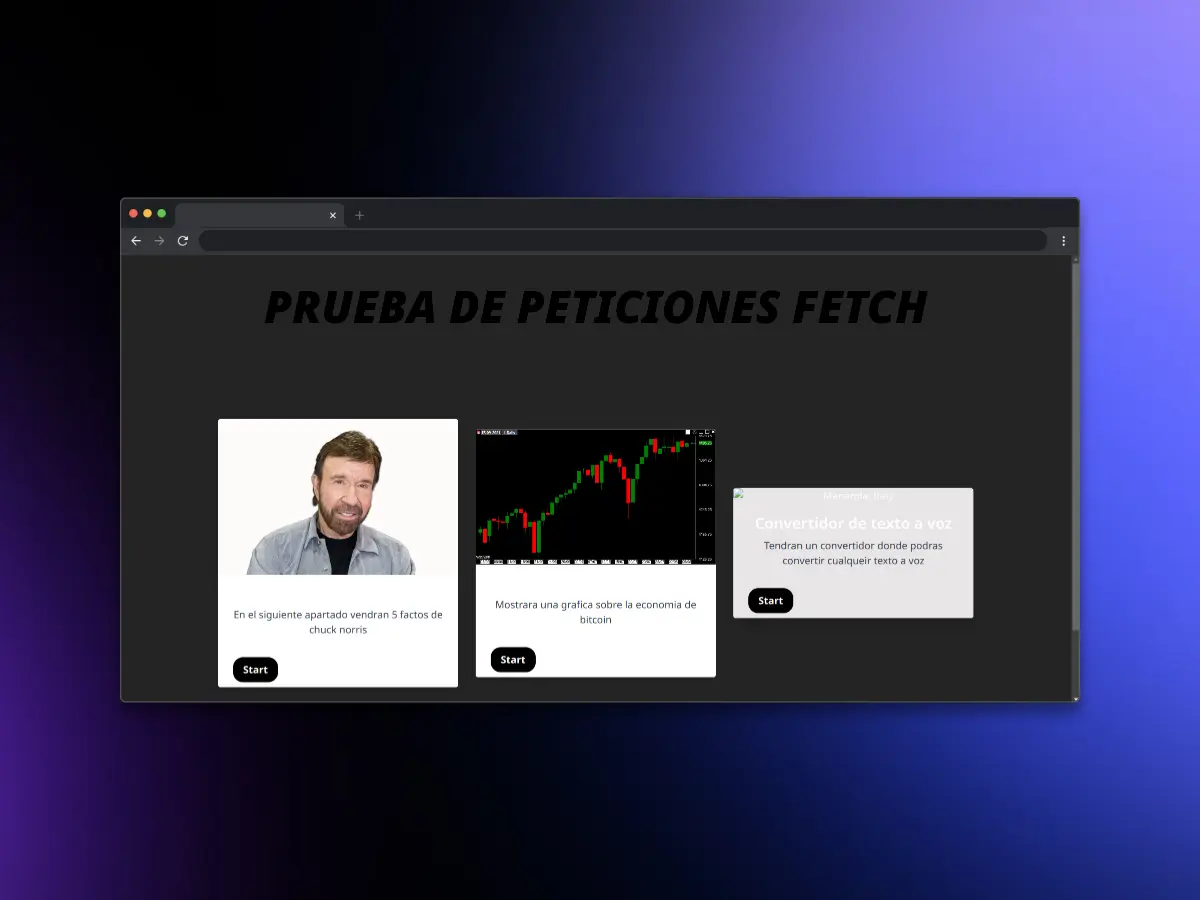 PRUEBA DE PETICIONES FETCH
En el siguiente apartado vendran 5 factos de
chuck norris
Start
Mostrara una grafica sobre la economia de
bitcoin
Start
Convertidor de texto a voz
Tendran un convertidor donde podras
convertir cualqueir texto a voz
Start